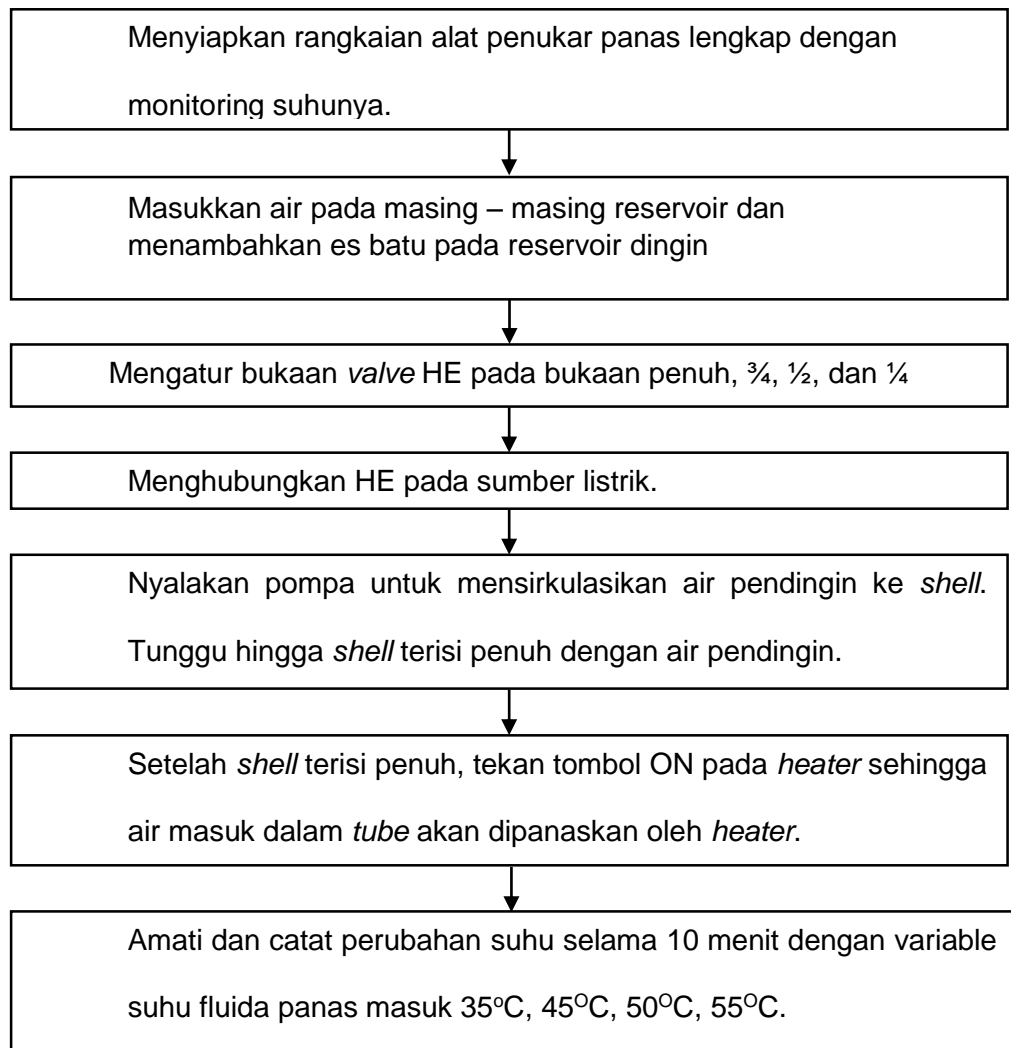 Menyiapkan rangkaian alat penukar panas lengkap dengan
monitoring suhunya.
Masukkan air pada masing – masing reservoir dan
menambahkan es batu pada reservoir dingin
Mengatur bukaan valve HE pada bukaan penuh, ¾, ½, dan ¼
Menghubungkan HE pada sumber listrik.
Nyalakan pompa untuk mensirkulasikan air pendingin ke shell.
Tunggu hingga shell terisi penuh dengan air pendingin.
Setelah shell terisi penuh, tekan tombol ON pada heater sehingga
air masuk dalam tube akan dipanaskan oleh heater.
Amati dan catat perubahan suhu selama 10 menit dengan variable
suhu fluida panas masuk 35ᵒC, 45ᴼC, 50ᴼC, 55ᴼC.